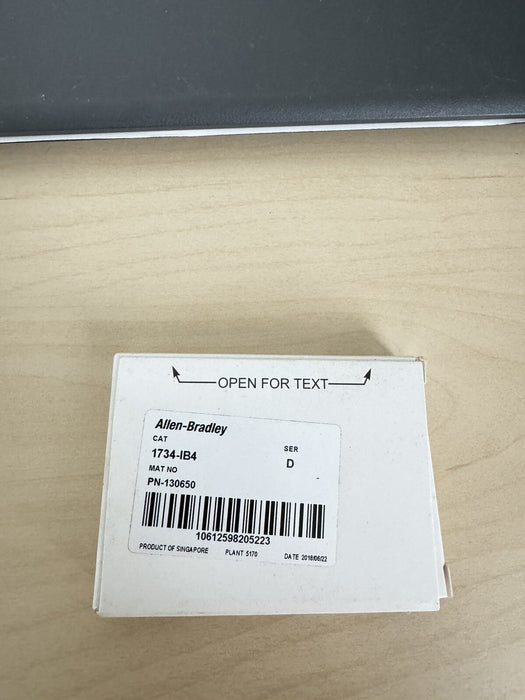 OPEN FOR TEXT
Allen-Bradley
CAT
SER
1734-IB4
D
MAT NO
PN-130650
10612598205223
PRODUCT OF SINGAPORE PLANT 5170 DATE 2018/06/22